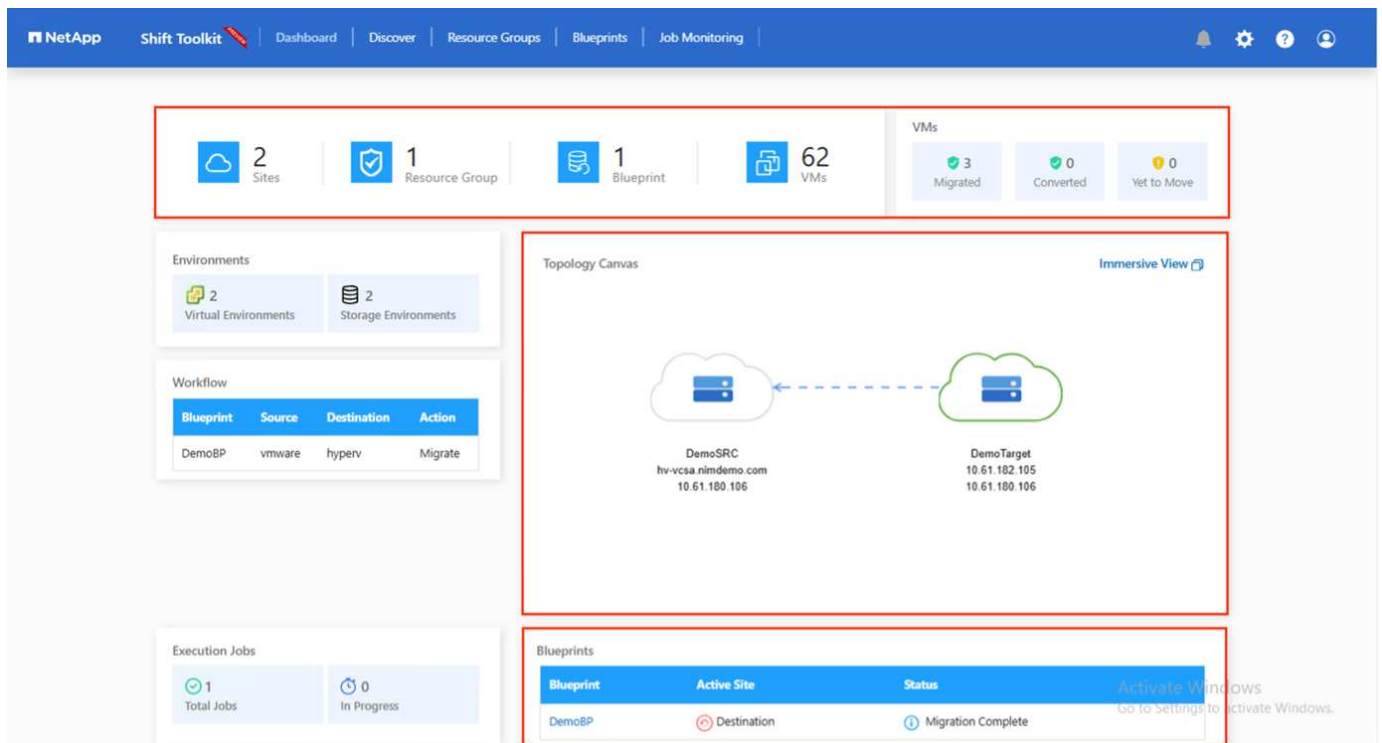 NetApp
Shift Toolkit PREVIEW
Dashboard
Discover
Resource Groups
Blueprints
Job Monitoring
2
Sites
1
Resource Group
1
Blueprint
62
VMs
VMs
3
Migrated
0
Converted
0
Yet to Move
Environments
2
Virtual Environments
2
Storage Environments
Topology Canvas
Immersive View
DemoSRC
hv-vcsa.nimdemo.com
10.61.180.106
DemoTarget
10.61.182.105
10.61.180.106
Workflow
Blueprint Source Destination Action
DemoBP vmware hyperv Migrate
Execution Jobs
1
Total Jobs
0
In Progress
Blueprints
Blueprint Active Site Status
DemoBP Destination Migration Complete
Activate Windows
Go to Settings to activate Windows.